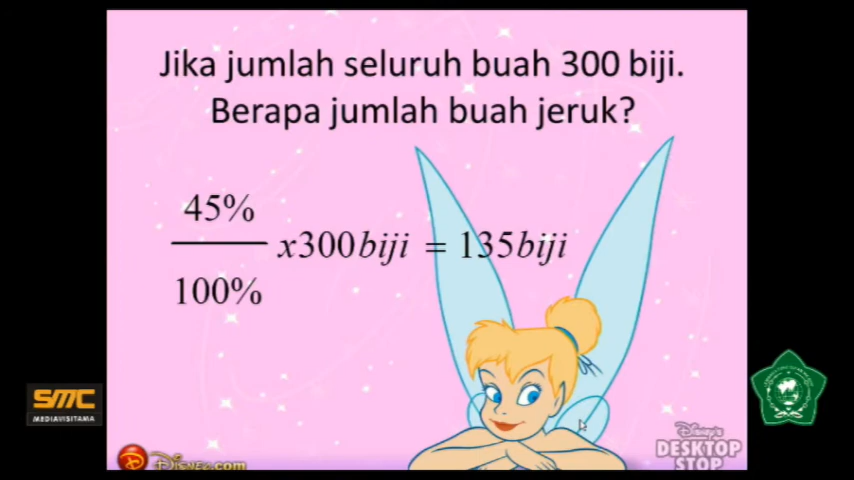 Jika jumlah seluruh buah 300 biji.
Berapa jumlah buah jeruk?
45%
100%
x300biji = 135biji
SMC
MEDIAVISITAMA
Disney.com
Disney's
DESKTOP
STOP